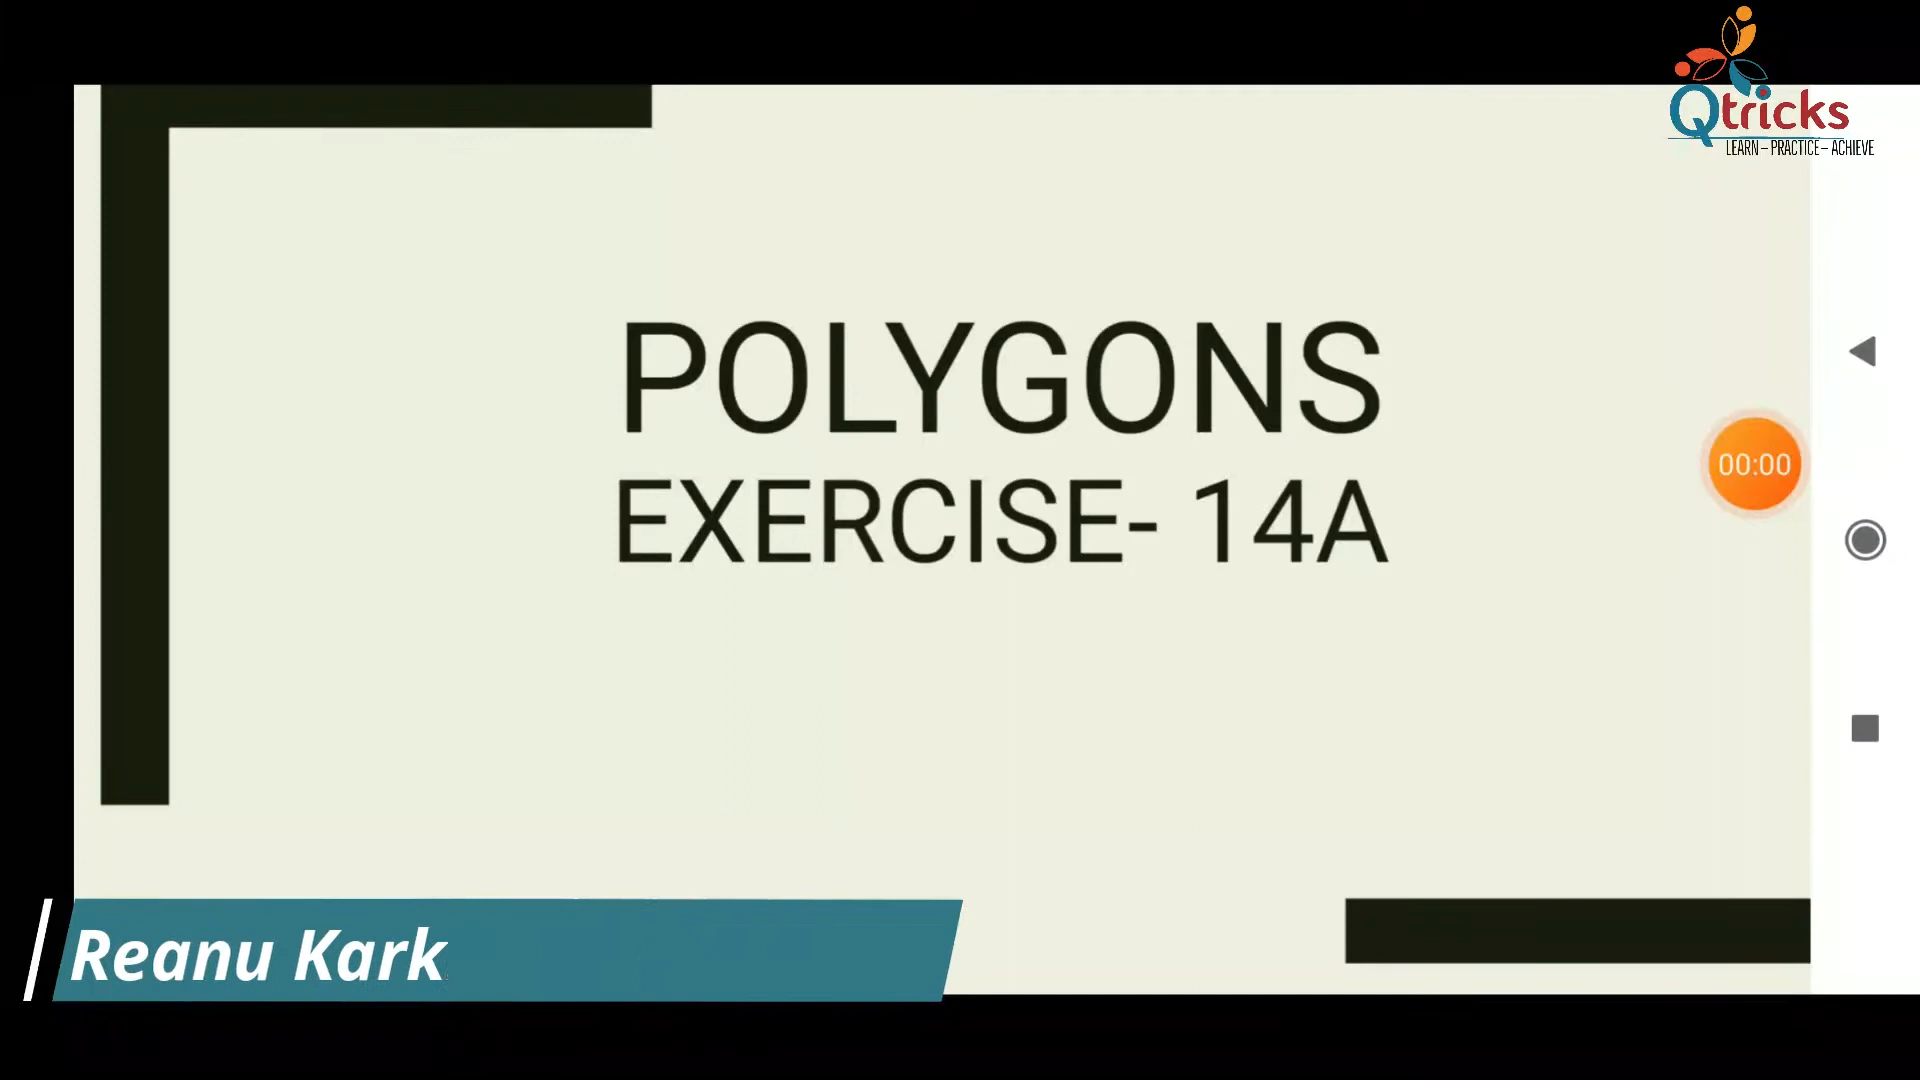 Qtricks
LEARN – PRACTICE – ACHIEVE
POLYGONS
EXERCISE- 14A
00:00
Reanu Kark